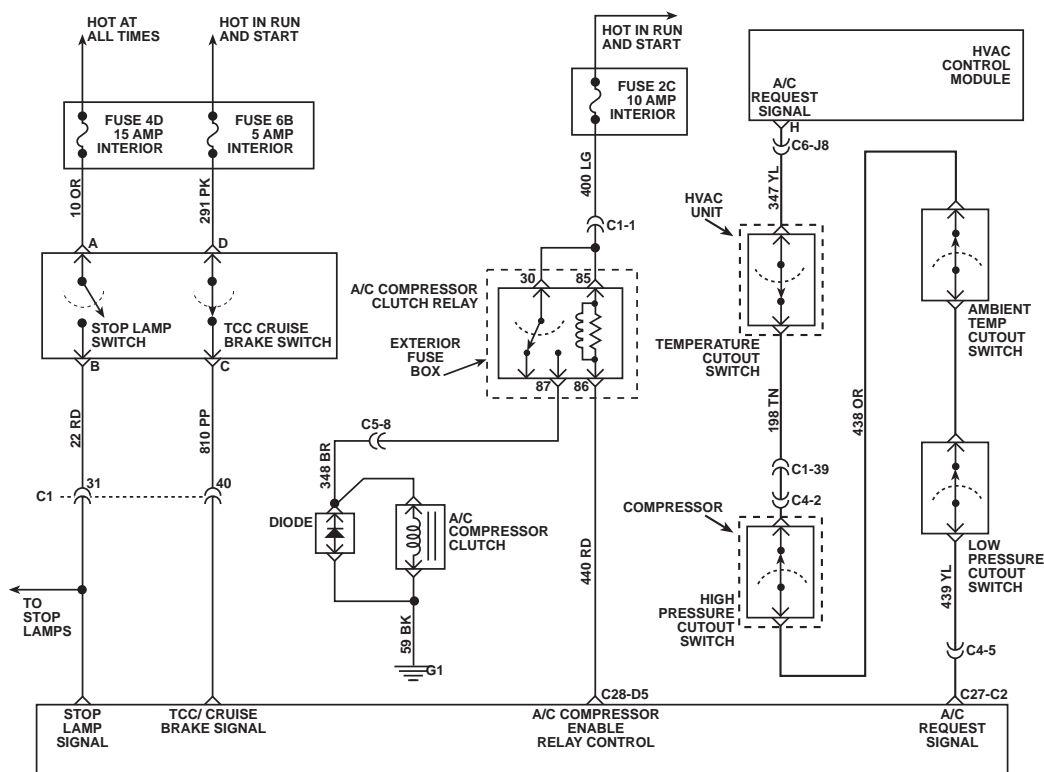 HOT AT
ALL TIMES
HOT IN RUN
AND START
HOT IN RUN
AND START
FUSE 4D
15 AMP
INTERIOR
FUSE 6B
5 AMP
INTERIOR
FUSE 2C
10 AMP
INTERIOR
HVAC
CONTROL
MODULE
A/C
REQUEST
SIGNAL
H
C6-J8
10 OR
291 PK
400 LG
347 YL
A
D
C1-1
HVAC
UNIT
STOP LAMP
SWITCH
TCC CRUISE
BRAKE SWITCH
B
C
A/C COMPRESSOR
CLUTCH RELAY
30
85
87
86
EXTERIOR
FUSE
BOX
TEMPERATURE
CUTOUT
SWITCH
AMBIENT
TEMP
CUTOUT
SWITCH
22 RD
810 PP
C5-8
348 BR
198 TN
438 OR
C1
31
40
C1-39
C4-2
DIODE
A/C
COMPRESSOR
CLUTCH
COMPRESSOR
HIGH
PRESSURE
CUTOUT
SWITCH
LOW
PRESSURE
CUTOUT
SWITCH
440 RD
439 YL
TO
STOP
LAMPS
59 BK
G1
C4-5
C28-D5
C27-C2
STOP
LAMP
SIGNAL
TCC/ CRUISE
BRAKE SIGNAL
A/C COMPRESSOR
ENABLE
RELAY CONTROL
A/C
REQUEST
SIGNAL